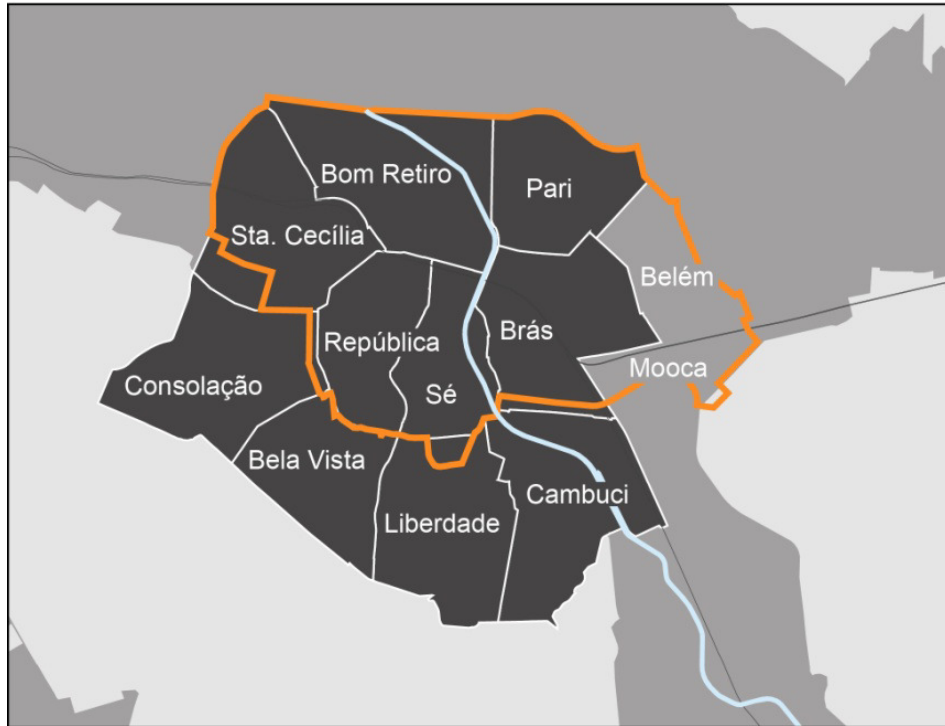 Bom Retiro
Pari
Sta. Cecília
Belém
República
Brás
Mooca
Consolação
Sé
Bela Vista
Cambuci
Liberdade